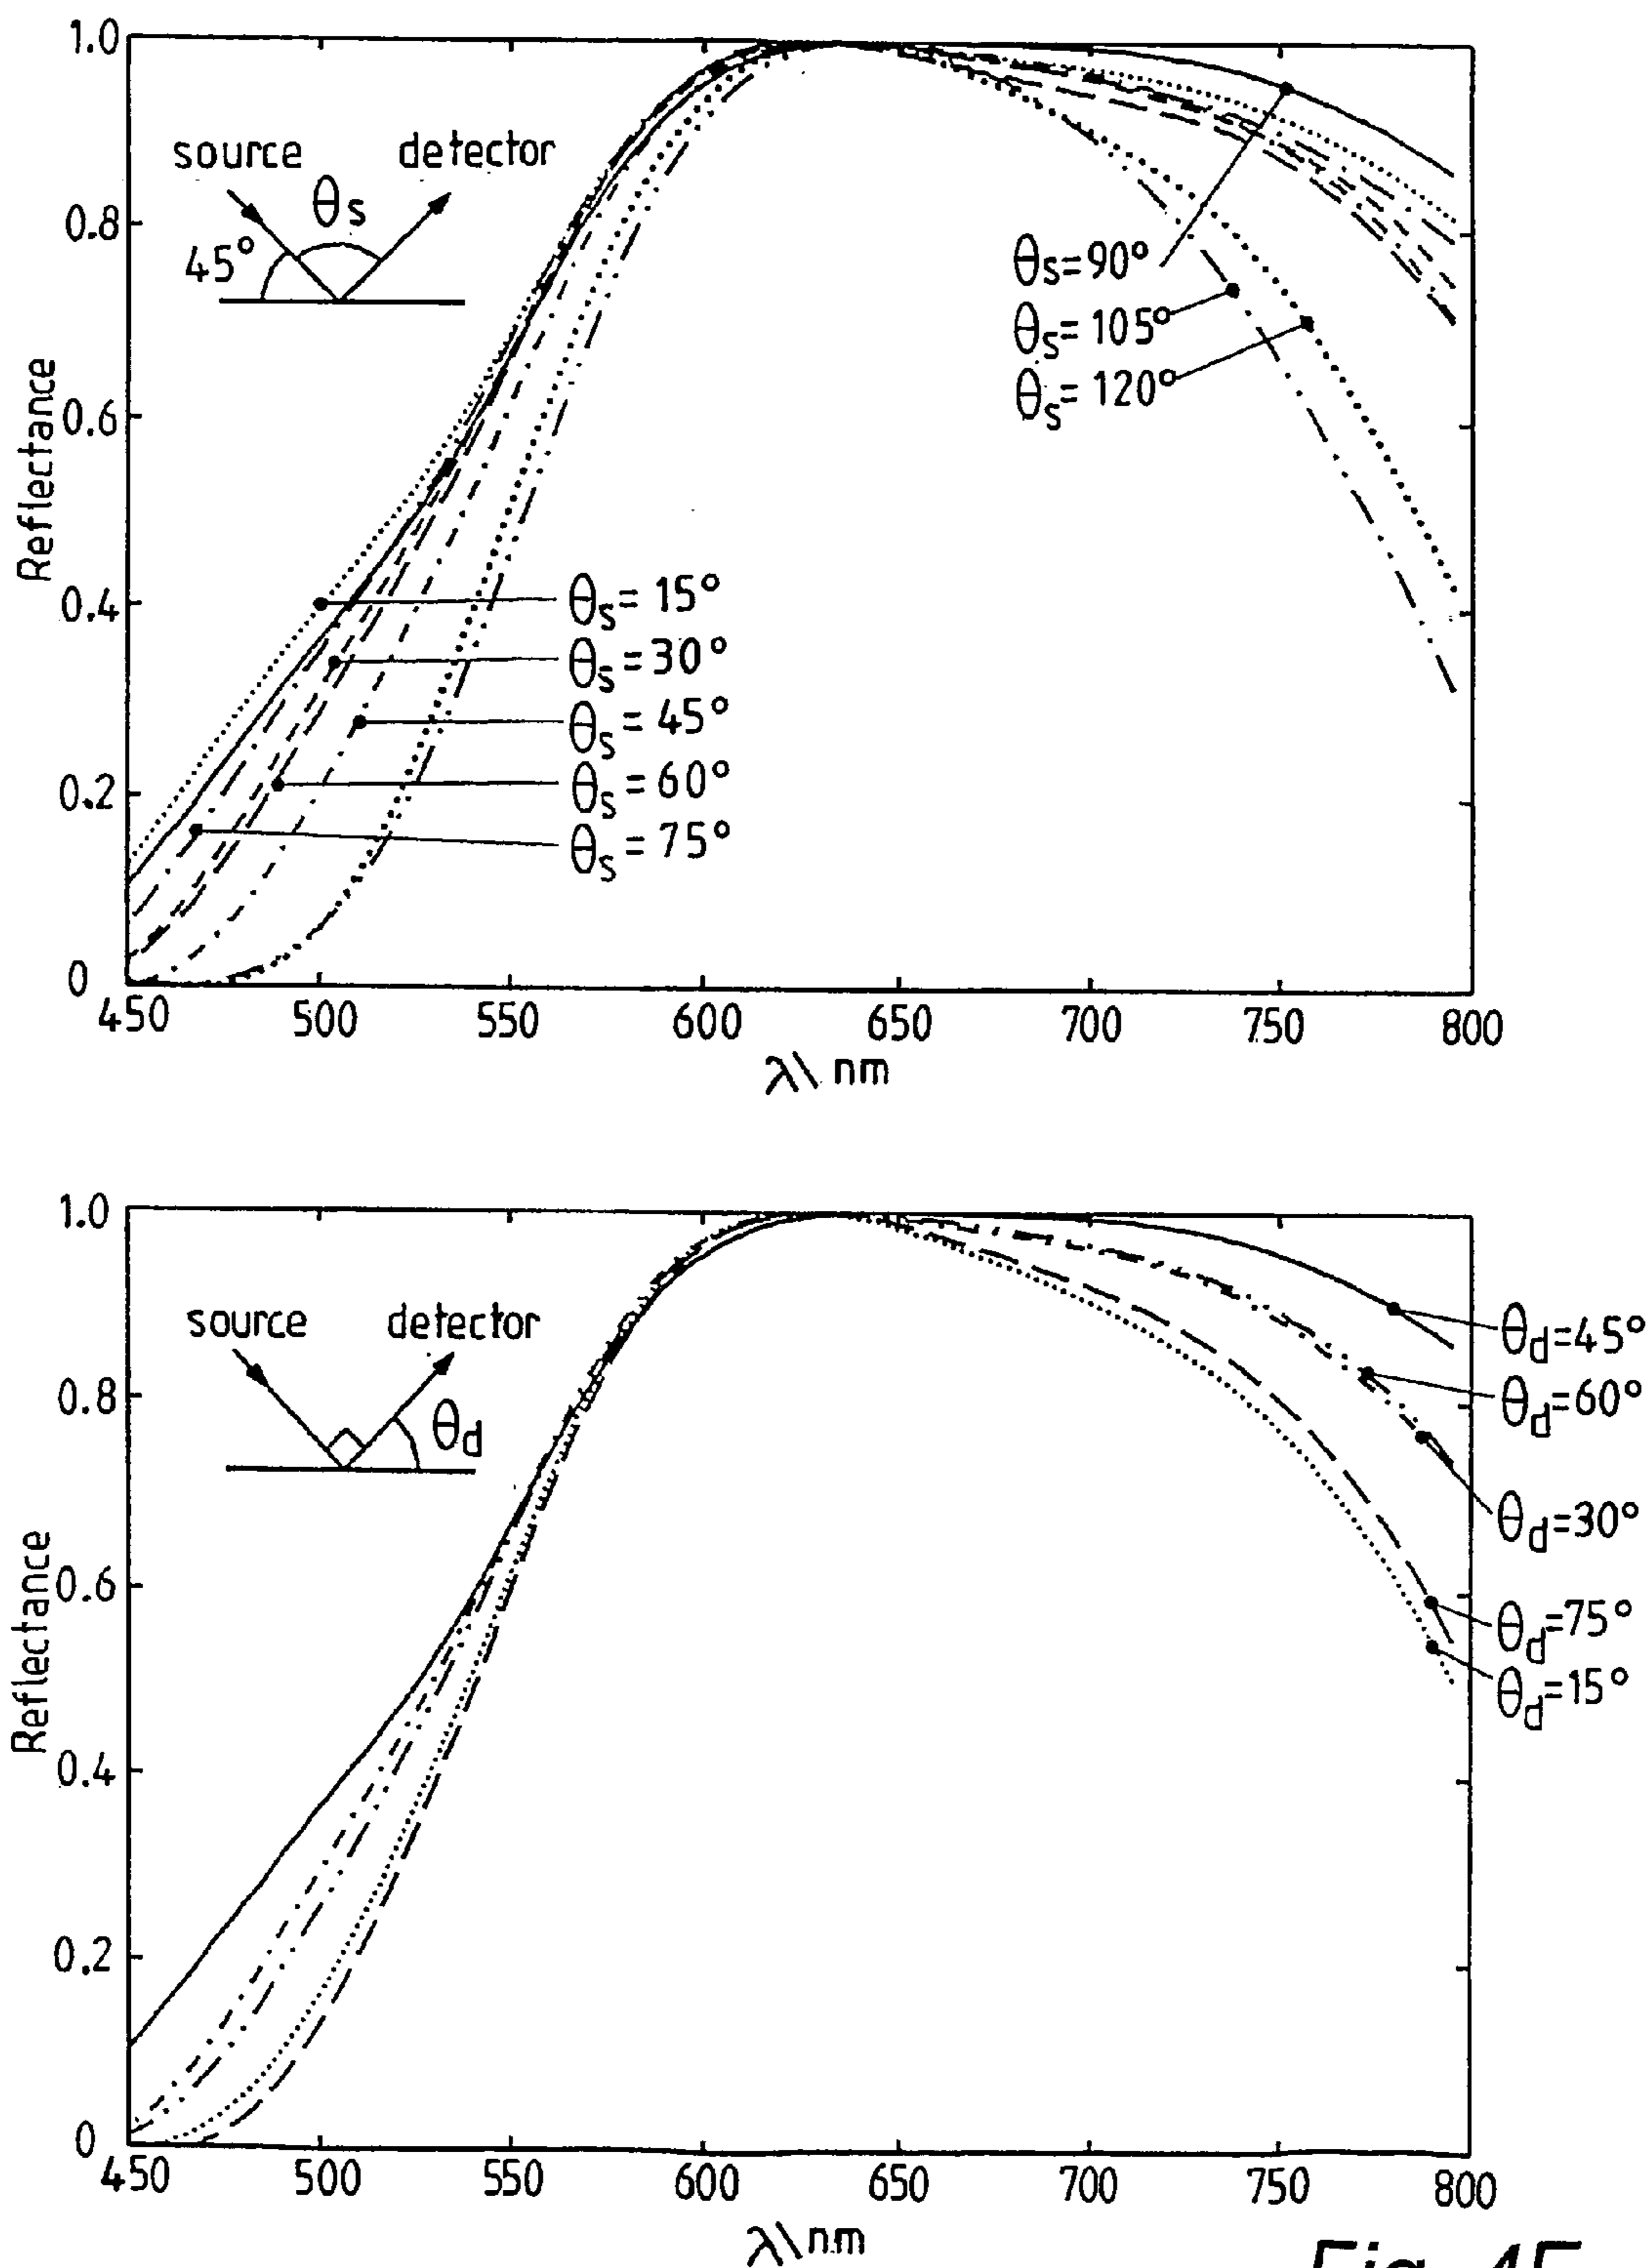 1.0
source detector
θs
45°
0.8
θs=90°
θs=105°
θs=120°
Reflectance
0.6
0.4
θs=15°
θs=30°
θs=45°
θs=60°
θs=75°
0.2
0
450 500 550 600 650 700 750 800
λ\ nm
1.0
source detector
θd
0.8
θd=45°
θd=60°
θd=30°
Reflectance
0.6
θd=75°
θd=15°
0.4
0.2
0
450 500 550 600 650 700 750 800
λ\nm